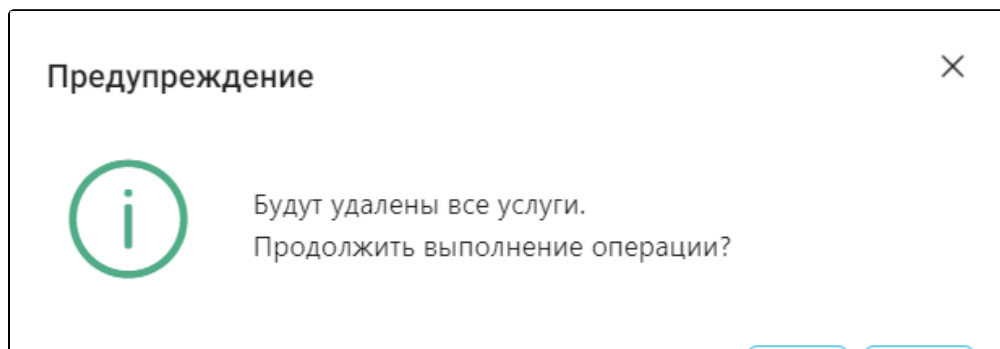 Предупреждение
Будут удалены все услуги.
Продолжить выполнение операции?